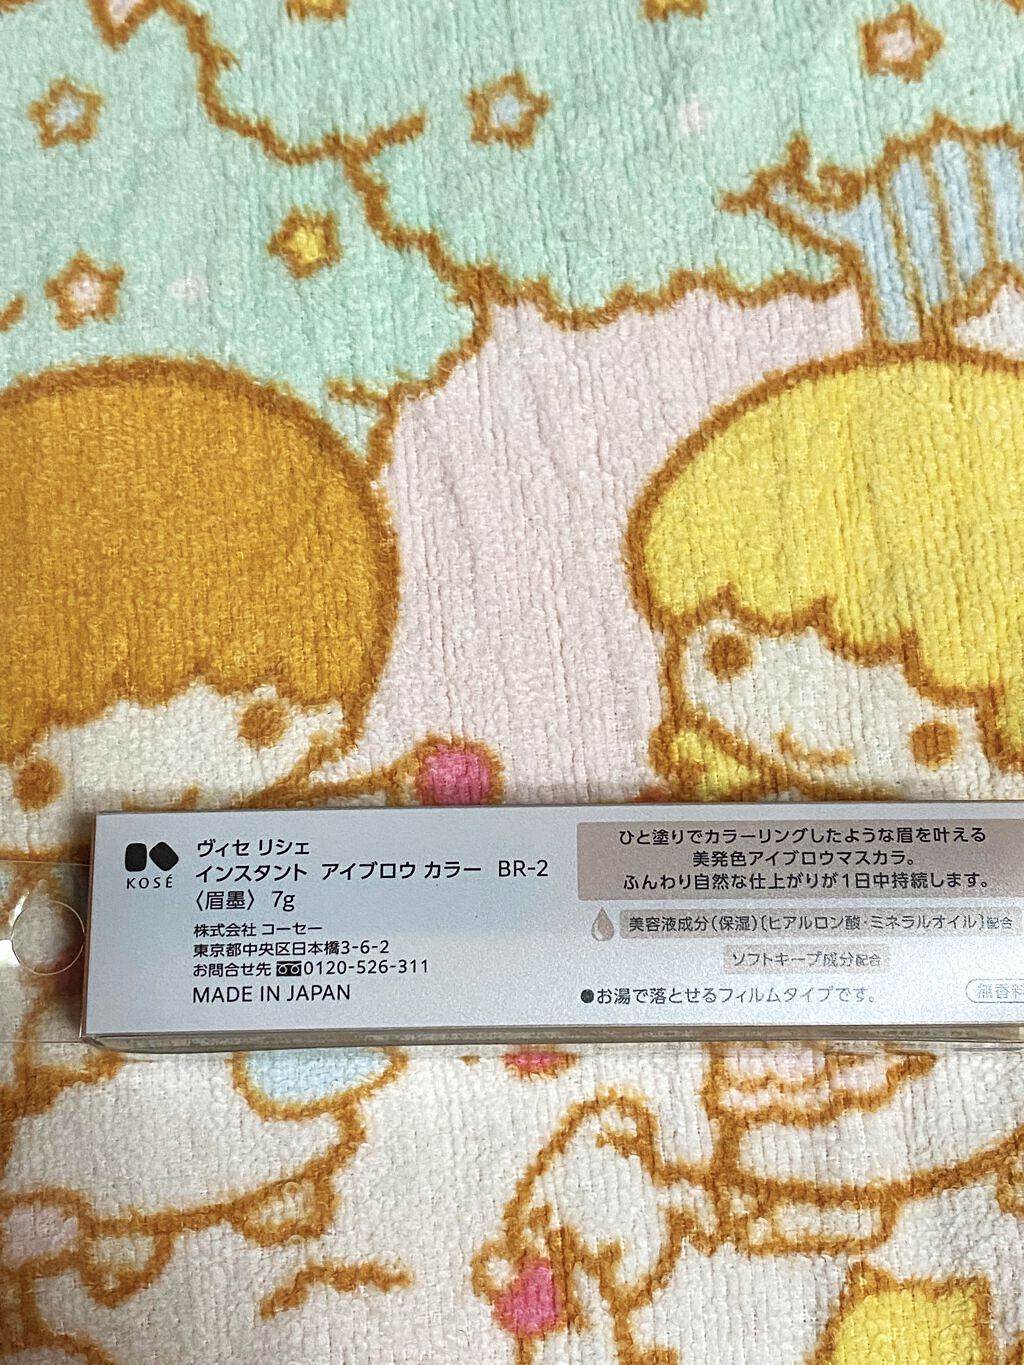 KOSÉ
ヴィセ リシェ
インスタント アイブロウ カラー BR-2
〈眉墨〉 7g
株式会社 コーセー
東京都中央区日本橋3-6-2
お問合せ先 0120-526-311
MADE IN JAPAN
ひと塗りでカラーリングしたような眉を叶える
美発色アイブロウマスカラ。
ふんわり自然な仕上がりが1日中持続します。
美容液成分(保湿){ヒアルロン酸・ミネラルオイル}配合
ソフトキープ成分配合
●お湯で落とせるフィルムタイプです。
無香料